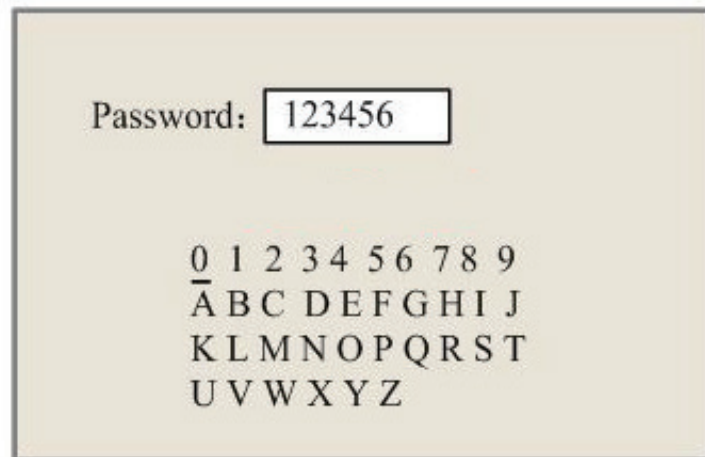 Password： 123456
0 1 2 3 4 5 6 7 8 9
A B C D E F G H I J
K L M N O P Q R S T
U V W X Y Z